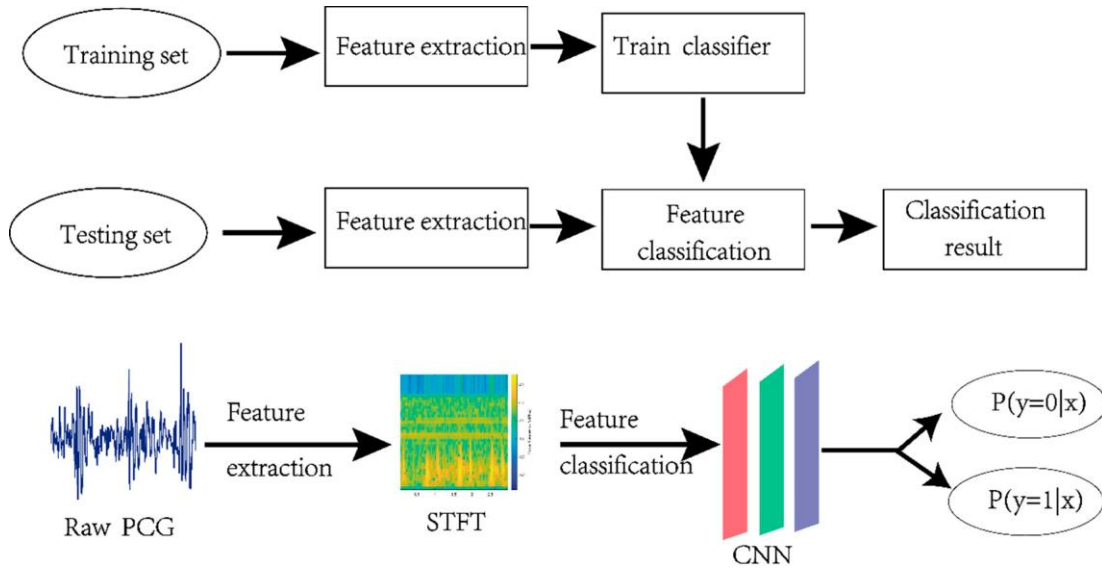 Training set
Feature extraction
Train classifier
Testing set
Feature extraction
Feature
classification
Classification
result
Raw PCG
Feature
extraction
STFT
Feature
classification
CNN
P(y=0|x)
P(y=1|x)